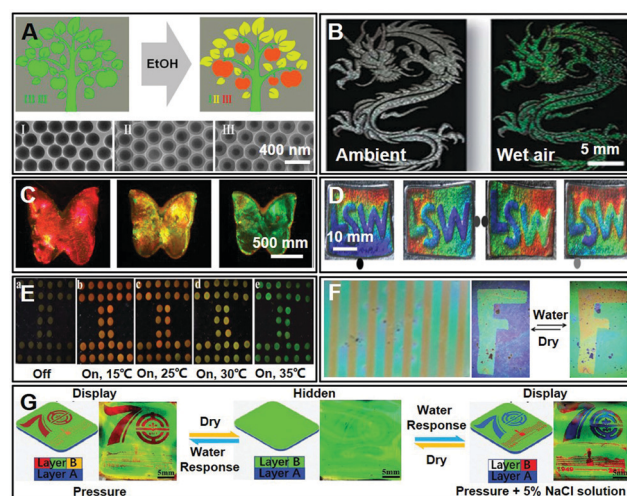 A
EtOH
I II III
II III
I
II
III
400 nm
B
Ambient
Wet air
5 mm
C
500 mm
D
LSW
LSW
LSW
LSW
10 mm
E
a
b
c
d
e
Off
On, 15℃
On, 25℃
On, 30℃
On, 35℃
F
F
F
Water
Dry
G
Display
Hidden
Display
70
70
70
70
Dry
Water
Response
Water
Response
Dry
5mm
5mm
5mm
Layer B
Layer A
Layer B
Layer A
Layer B
Layer A
Pressure
Pressure + 5% NaCl solution